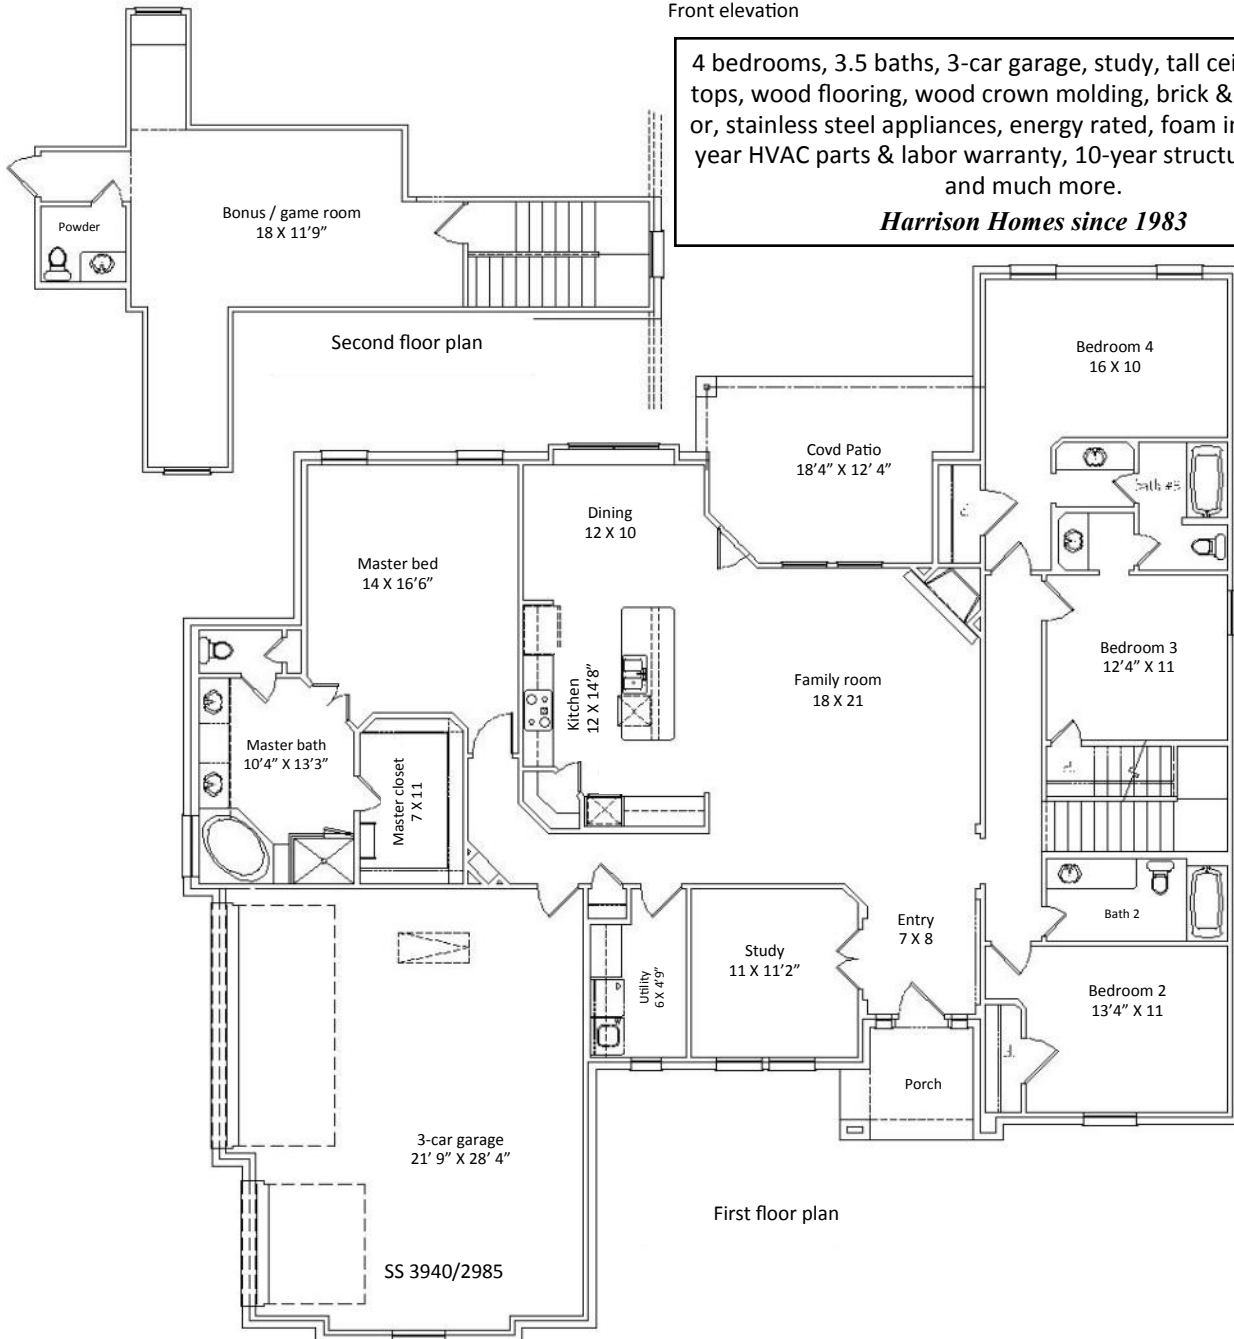 Front elevation
4 bedrooms, 3.5 baths, 3-car garage, study, tall cei
tops, wood flooring, wood crown molding, brick &
or, stainless steel appliances, energy rated, foam in
year HVAC parts & labor warranty, 10-year structu
and much more.
Harrison Homes since 1983
Powder
Bonus / game room
18 X 11’9”
Second floor plan
Bedroom 4
16 X 10
Covd Patio
18’4” X 12’ 4”
Dining
12 X 10
Master bed
14 X 16’6”
Kitchen
12 X 14’8”
Family room
18 X 21
Bedroom 3
12’4” X 11
Master bath
10’4” X 13’3”
Master closet
7 X 11
Bath 2
Entry
7 X 8
Study
11 X 11’2”
Utility
6 X 4’9”
Bedroom 2
13’4” X 11
Porch
3-car garage
21’ 9” X 28’ 4”
First floor plan
SS 3940/2985